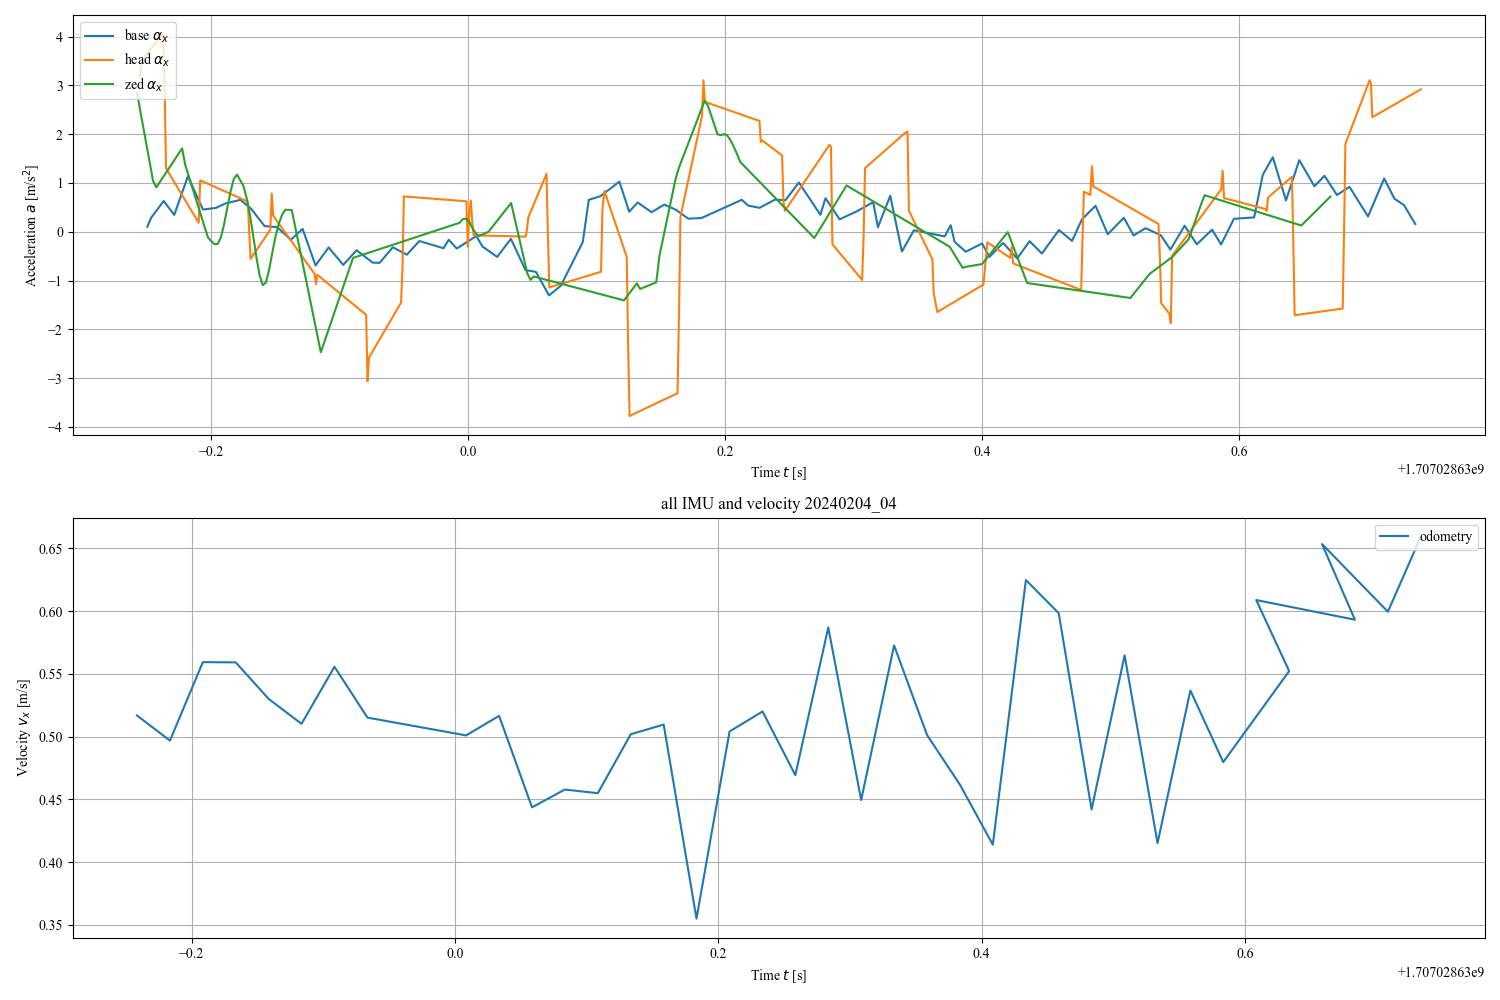 base αx
head αx
zed αx
4
3
2
1
0
−1
−2
−3
−4
Acceleration a [m/s²]
−0.2
0.0
0.2
0.4
0.6
Time t [s]
+1.70702863e9
all IMU and velocity 20240204_04
odometry
0.65
0.60
0.55
0.50
0.45
0.40
0.35
Velocity vx [m/s]
−0.2
0.0
0.2
0.4
0.6
Time t [s]
+1.70702863e9